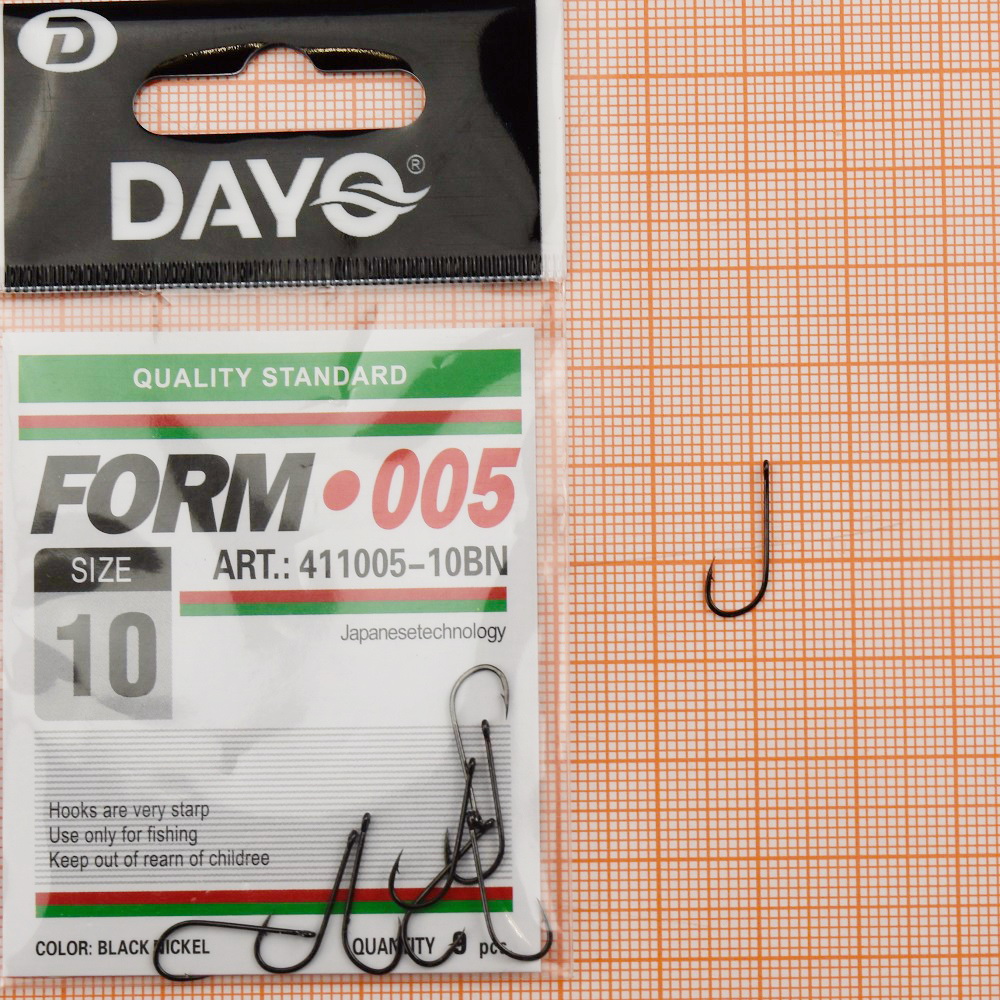 D
DAYO®
QUALITY STANDARD
FORM•005
SIZE
10
ART.: 411005-10BN
Japanesetechnology
Hooks are very starp
Use only for fishing
Keep out of rearn of childree
COLOR: BLACK NICKEL
QUANTITY 9 pcs